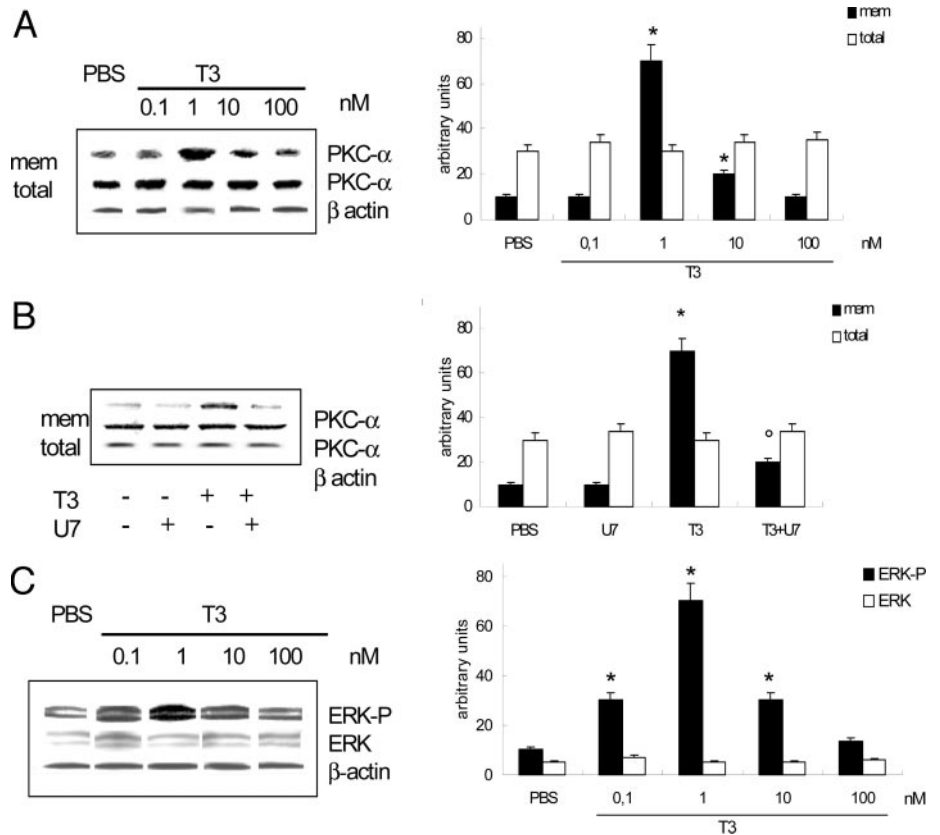 A
PBS T3
0.1 1 10 100 nM
mem PKC-α
total PKC-α
β actin
mem
total
arbitrary units
80
60
40
20
0
*
*
PBS 0,1 1 10 100 nM
T3
B
mem PKC-α
total PKC-α
β actin
T3 - - + +
U7 - + - +
mem
total
arbitrary units
80
60
40
20
0
*
°
PBS U7 T3 T3+U7
C
PBS T3
0.1 1 10 100 nM
ERK-P
ERK
β-actin
ERK-P
ERK
arbitrary units
80
60
40
20
0
*
*
*
PBS 0,1 1 10 100 nM
T3